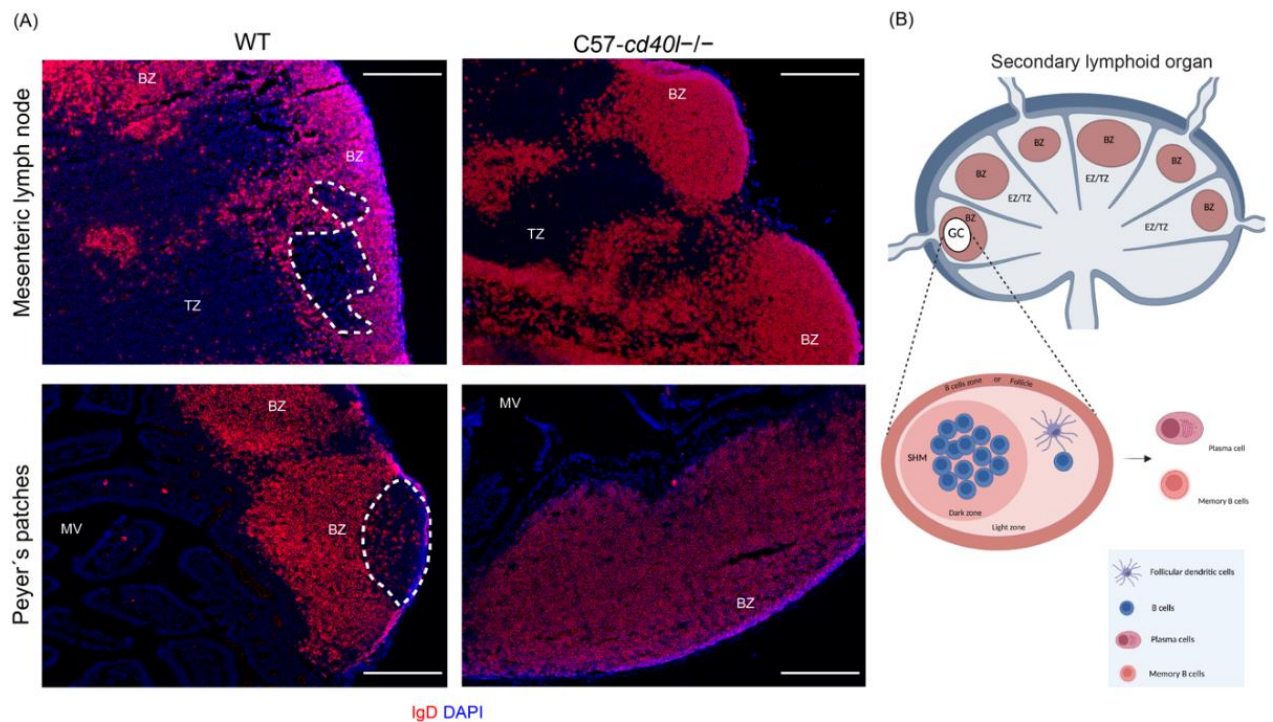 (A)
WT
C57-cd40l−/−
Mesenteric lymph node
BZ
BZ
TZ
BZ
TZ
BZ
Peyer´s patches
BZ
BZ
MV
MV
BZ
IgD DAPI
(B)
Secondary lymphoid organ
BZ
BZ
BZ
BZ
BZ
BZ
GC
EZ/TZ
EZ/TZ
EZ/TZ
B cells zone or Follicle
SHM
Dark zone
Light zone
Plasma cell
Memory B cells
Follicular dendritic cells
B cells
Plasma cells
Memory B cells